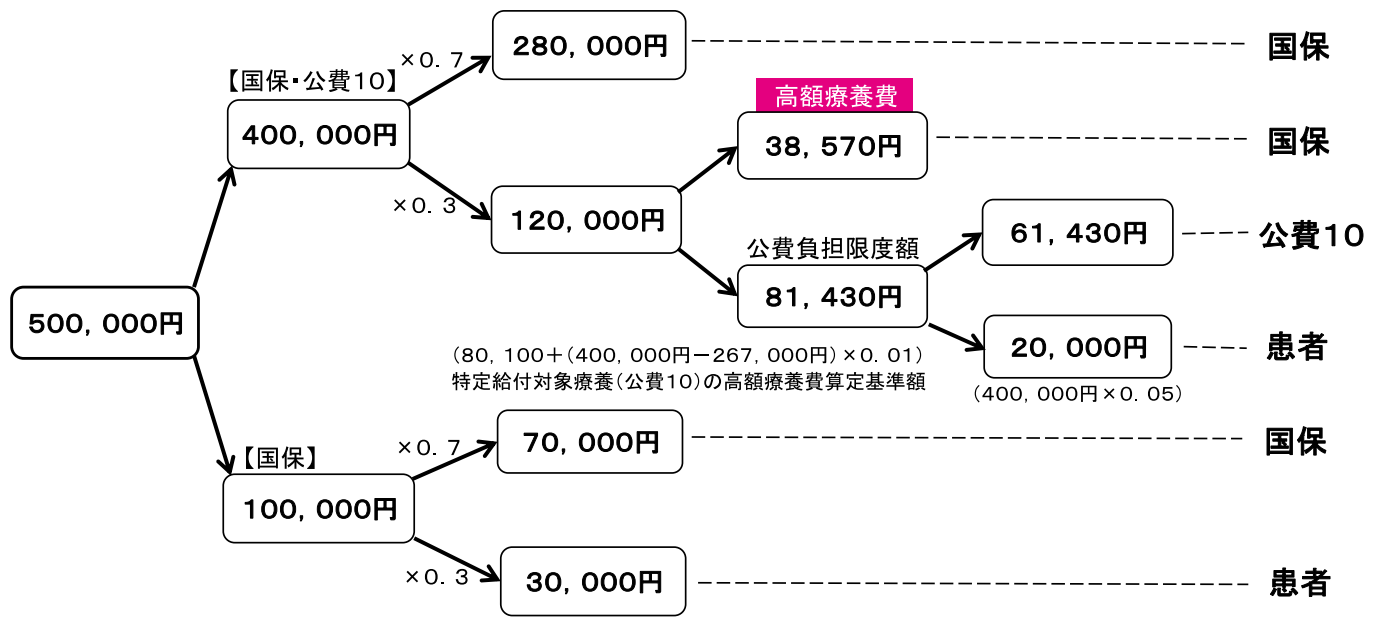 280，000円
国保
×0．7
【国保・公費10】
高額療養費
400，000円
38，570円
国保
×0．3
120，000円
61，430円
公費10
公費負担限度額
81，430円
500，000円
20，000円
患者
（80，100＋（400，000円－267，000円）×0．01）
特定給付対象療養（公費10）の高額療養費算定基準額
（400，000円×0．05）
70，000円
国保
×0．7
【国保】
100，000円
×0．3
30，000円
患者